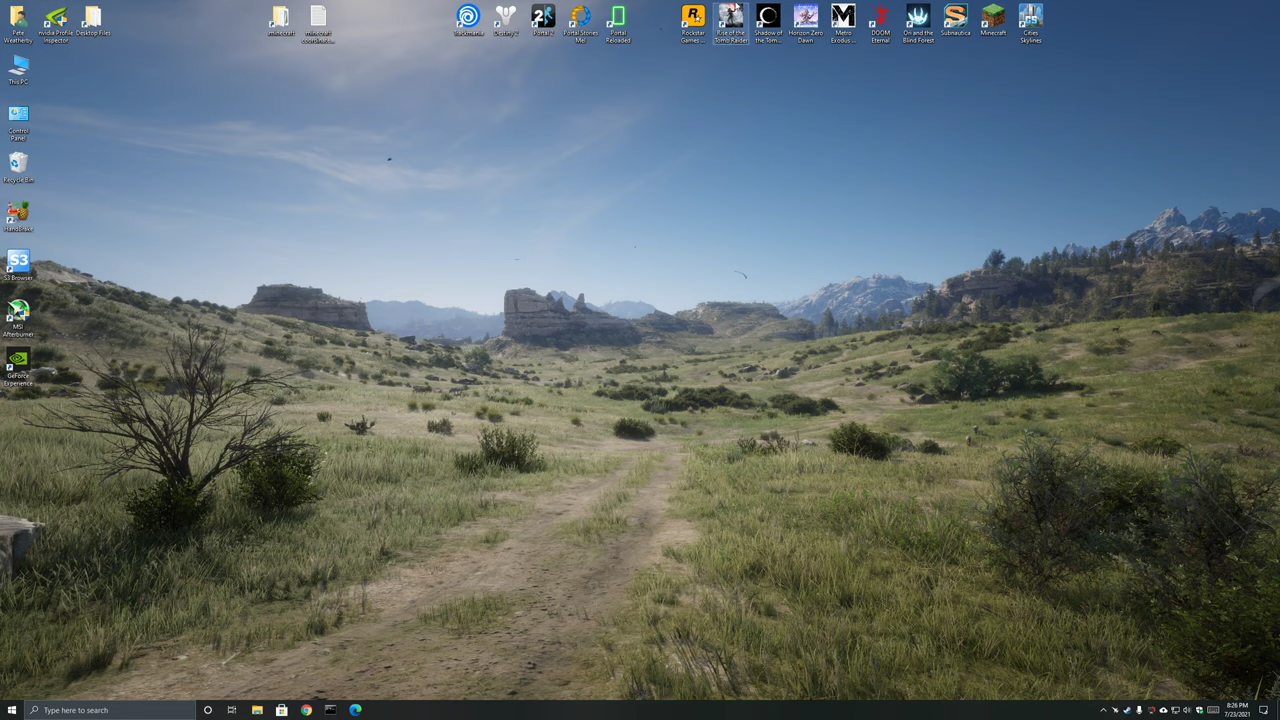 Pete
Weatherby
nvidia Profile
Inspector
Desktop Files
.minecraft
minecraft
coordinate...
Trackmania
Destiny 2
Portal 2
Portal Stories
Mel
Portal
Reloaded
Rockstar
Games ...
Rise of the
Tomb Raider
Shadow of
the Tom...
Horizon Zero
Dawn
Metro
Exodus ...
DOOM
Eternal
Ori and the
Blind Forest
Subnautica
Minecraft
Cities
Skylines
This PC
Control
Panel
Recycle Bin
HandBrake
S3
S3 Browser
MSI
Afterburner
GeForce
Experience
Type here to search
8:26 PM
7/23/2021